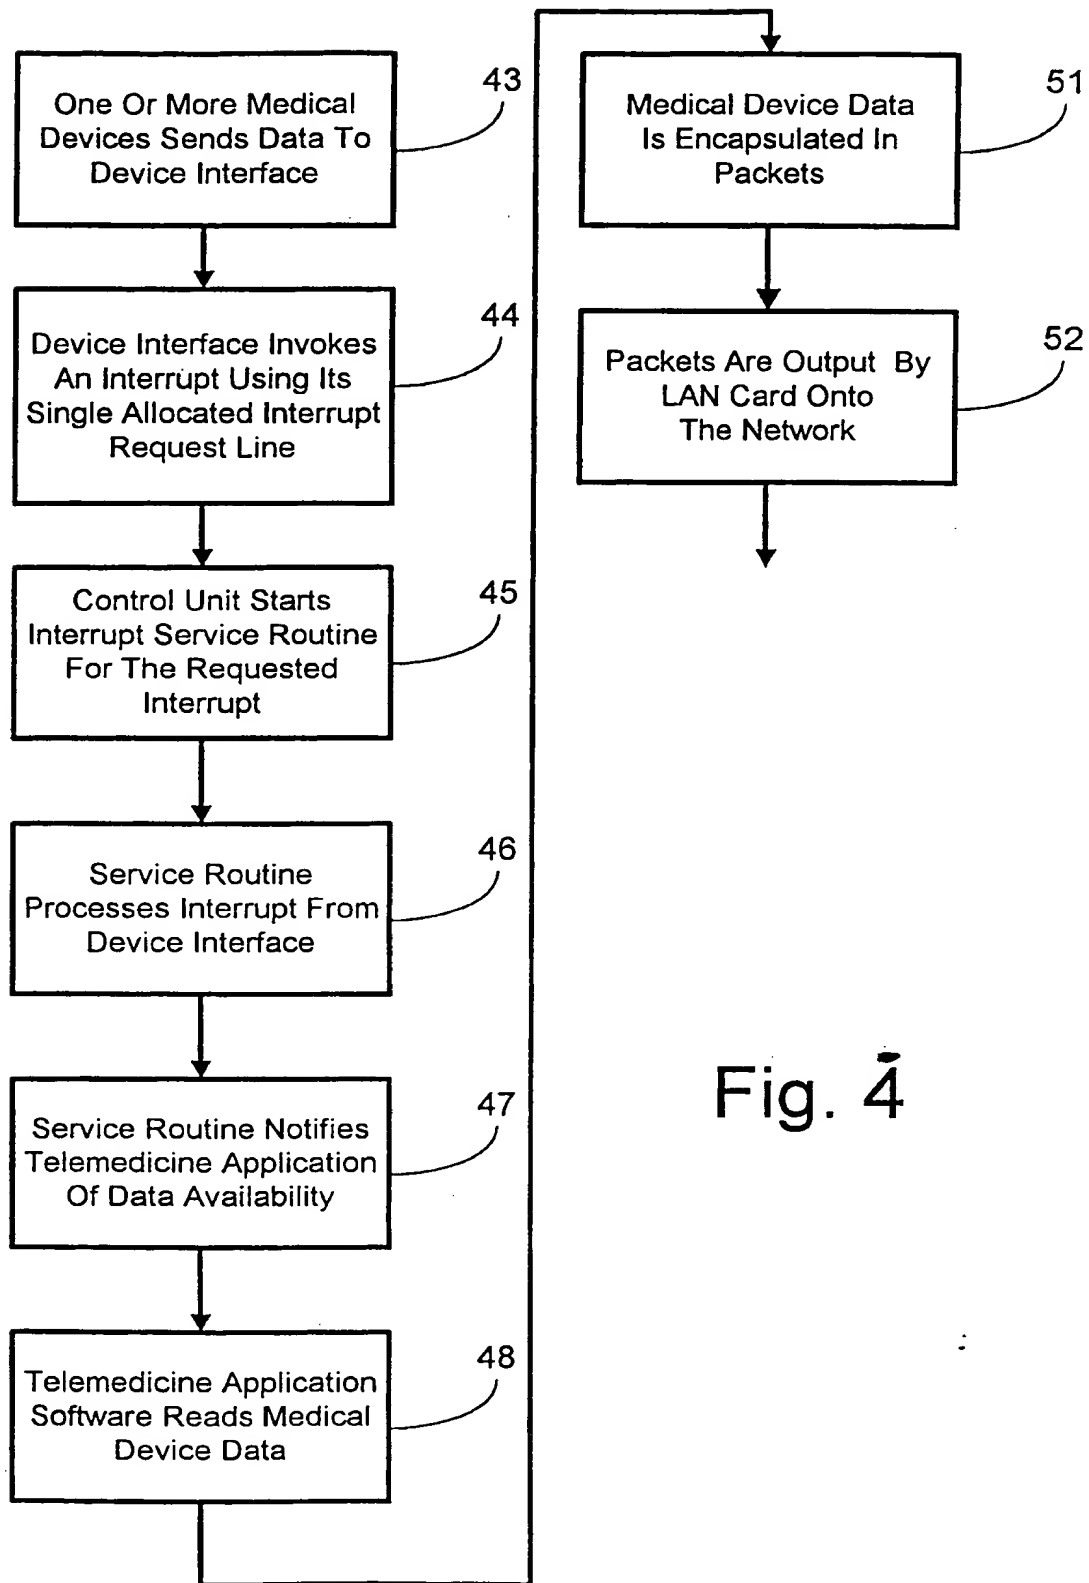 One Or More Medical
Devices Sends Data To
Device Interface
43
Device Interface Invokes
An Interrupt Using Its
Single Allocated Interrupt
Request Line
44
Control Unit Starts
Interrupt Service Routine
For The Requested
Interrupt
45
Service Routine
Processes Interrupt From
Device Interface
46
Service Routine Notifies
Telemedicine Application
Of Data Availability
47
Telemedicine Application
Software Reads Medical
Device Data
48
Medical Device Data
Is Encapsulated In
Packets
51
Packets Are Output By
LAN Card Onto
The Network
52
Fig. 4